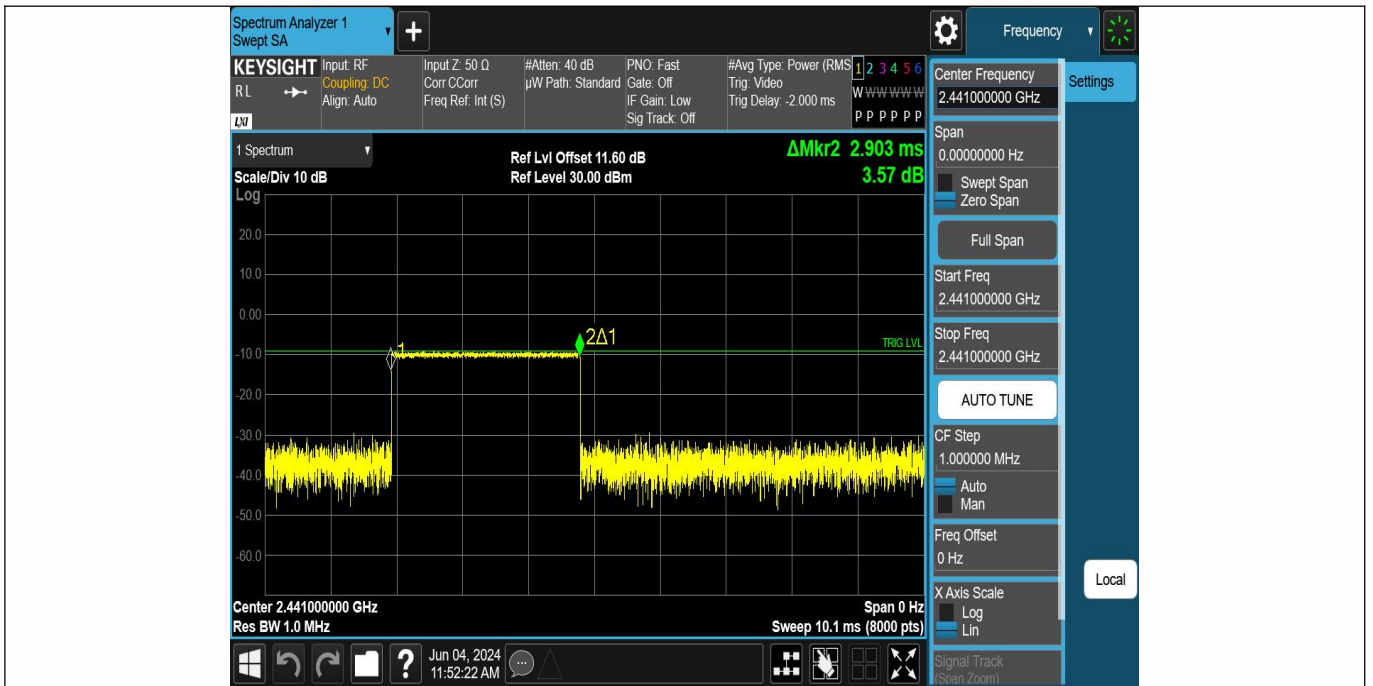 Spectrum Analyzer 1
Swept SA
+
Frequency
KEYSIGHT
RL
LXI
Input: RF
Coupling: DC
Align: Auto
Input Z: 50 Ω
Corr CCorr
Freq Ref: Int (S)
#Atten: 40 dB
µW Path: Standard
PNO: Fast
Gate: Off
IF Gain: Low
Sig Track: Off
#Avg Type: Power (RMS
Trig: Video
Trig Delay: -2.000 ms
1 2 3 4 5 6
W W W W W W
P P P P P P
1 Spectrum
Scale/Div 10 dB
Log
Ref Lvl Offset 11.60 dB
Ref Level 30.00 dBm
ΔMkr2 2.903 ms
3.57 dB
20.0
10.0
0.00
-10.0
-20.0
-30.0
-40.0
-50.0
-60.0
1
2Δ1
TRIG LVL
Center 2.441000000 GHz
Res BW 1.0 MHz
Span 0 Hz
Sweep 10.1 ms (8000 pts)
?
Jun 04, 2024
11:52:22 AM
Center Frequency
2.441000000 GHz
Span
0.00000000 Hz
Swept Span
Zero Span
Full Span
Start Freq
2.441000000 GHz
Stop Freq
2.441000000 GHz
AUTO TUNE
CF Step
1.000000 MHz
Auto
Man
Freq Offset
0 Hz
X Axis Scale
Log
Lin
Signal Track
(Span Zoom)
Settings
Local